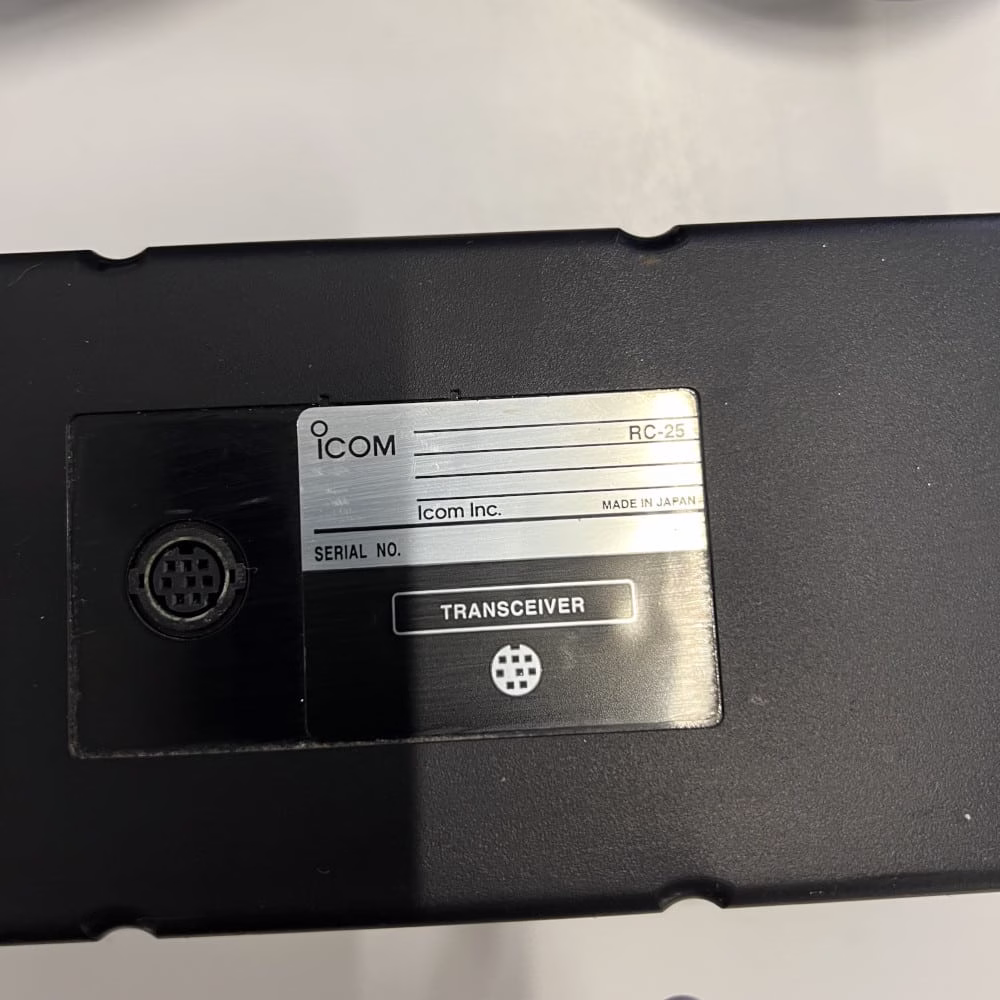 ICOM
RC-25
Icom Inc.
MADE IN JAPAN
SERIAL NO.
TRANSCEIVER